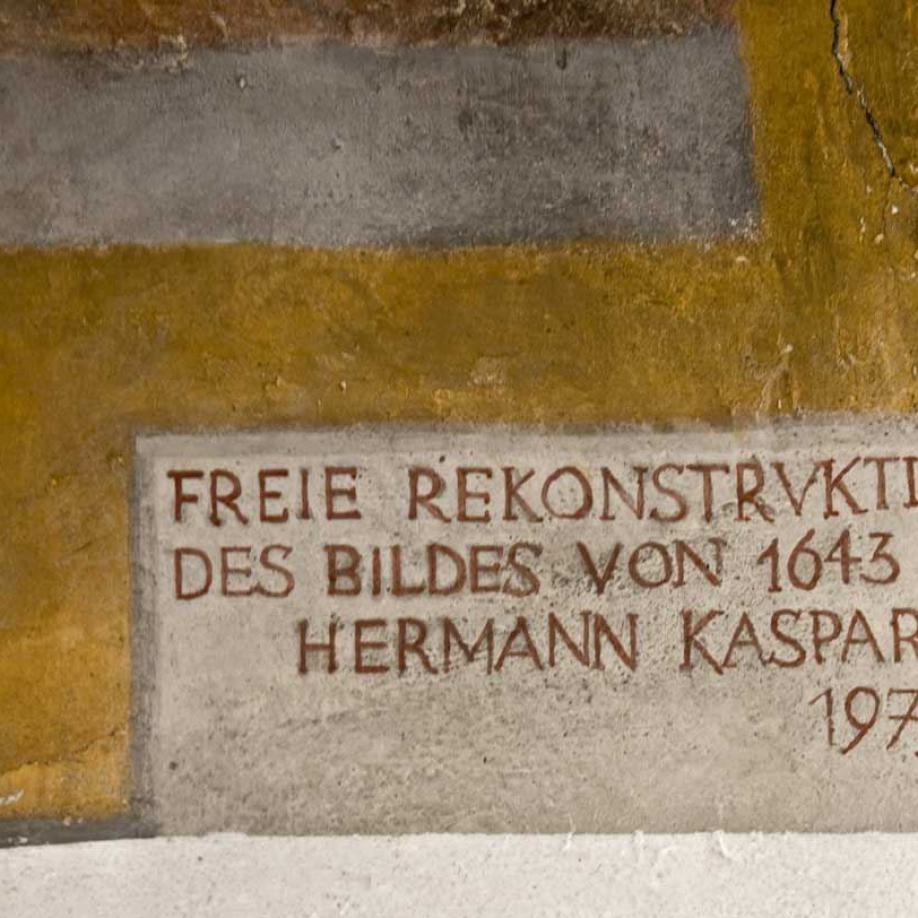 FREIE REKONSTRVKTI
DES BILDES VON 1643
HERMANN KASPAR
197